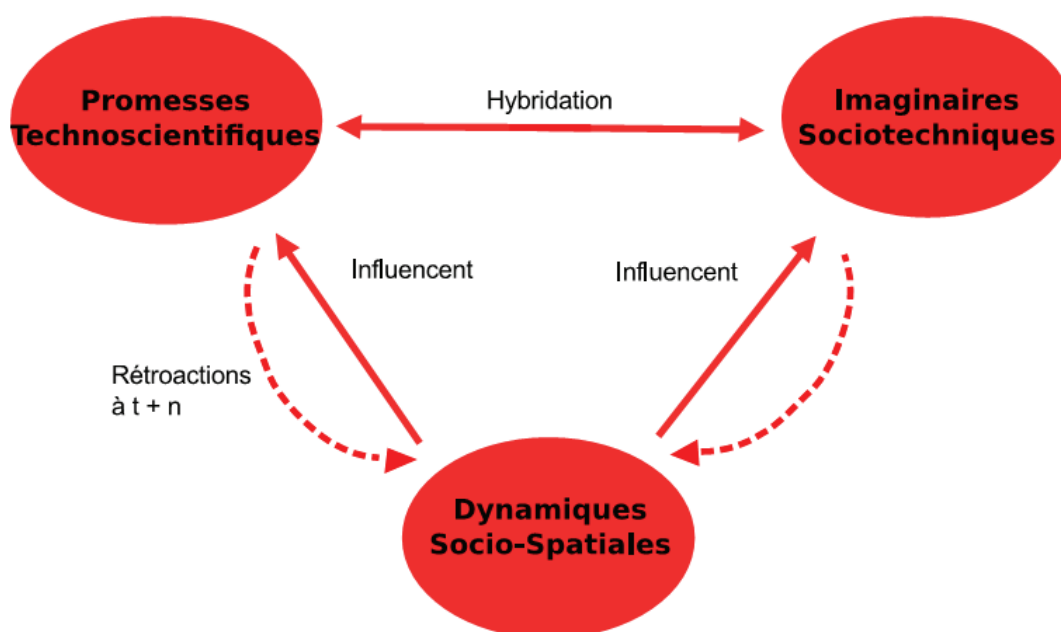 Promesses
Technoscientifiques
Hybridation
Imaginaires
Sociotechniques
Influencent
Influencent
Rétroactions
à t + n
Dynamiques
Socio-Spatiales